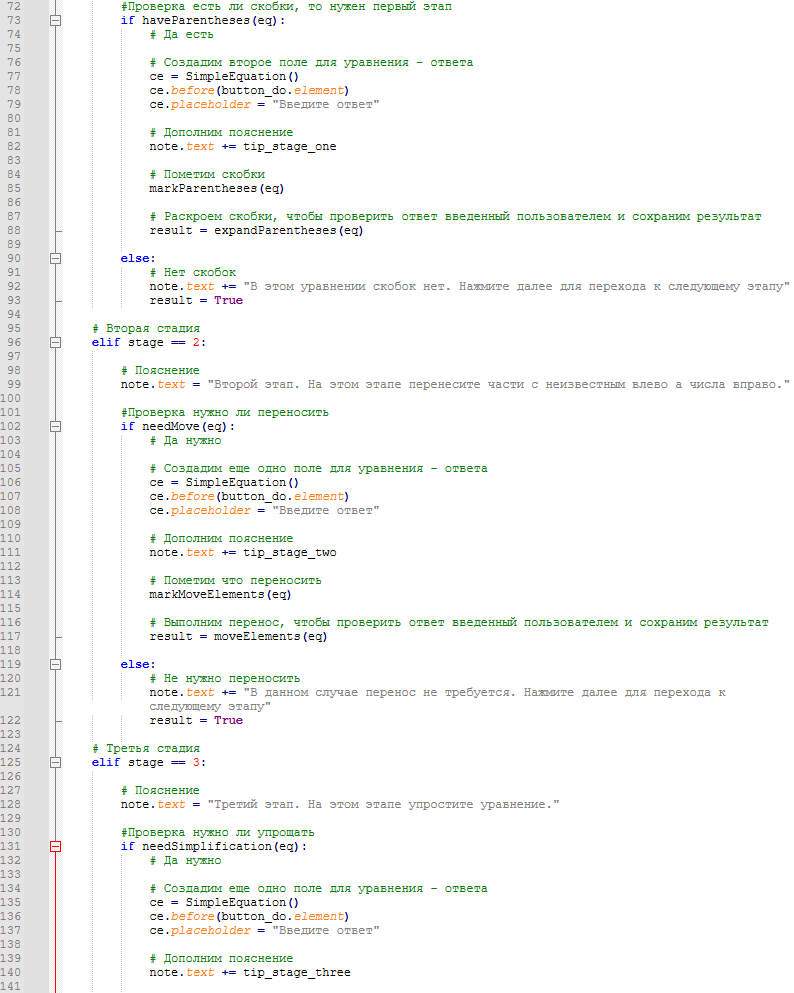 72 #Проверка есть ли скобки, то нужен первый этап
73 if haveParentheses(eq):
74 # Да есть
75
76 # Создадим второе поле для уравнения - ответа
77 ce = SimpleEquation()
78 ce.before(button_do.element)
79 ce.placeholder = "Введите ответ"
80
81 # Дополним пояснение
82 note.text += tip_stage_one
83
84 # Пометим скобки
85 markParentheses(eq)
86
87 # Раскроем скобки, чтобы проверить ответ введенный пользователем и сохраним результат
88 result = expandParentheses(eq)
89
90 else:
91 # Нет скобок
92 note.text += "В этом уравнении скобок нет. Нажмите далее для перехода к следующему этапу"
93 result = True
94
95 # Вторая стадия
96 elif stage == 2:
97
98 # Пояснение
99 note.text = "Второй этап. На этом этапе перенесите части с неизвестным влево а числа вправо."
100
101 #Проверка нужно ли переносить
102 if needMove(eq):
103 # Да нужно
104
105 # Создадим еще одно поле для уравнения - ответа
106 ce = SimpleEquation()
107 ce.before(button_do.element)
108 ce.placeholder = "Введите ответ"
109
110 # Дополним пояснение
111 note.text += tip_stage_two
112
113 # Пометим что переносить
114 markMoveElements(eq)
115
116 # Выполним перенос, чтобы проверить ответ введенный пользователем и сохраним результат
117 result = moveElements(eq)
118
119 else:
120 # Не нужно переносить
121 note.text += "В данном случае перенос не требуется. Нажмите далее для перехода к
следующему этапу"
122 result = True
123
124 # Третья стадия
125 elif stage == 3:
126
127 # Пояснение
128 note.text = "Третий этап. На этом этапе упростите уравнение."
129
130 #Проверка нужно ли упрощать
131 if needSimplification(eq):
132 # Да нужно
133
134 # Создадим еще одно поле для уравнения - ответа
135 ce = SimpleEquation()
136 ce.before(button_do.element)
137 ce.placeholder = "Введите ответ"
138
139 # Дополним пояснение
140 note.text += tip_stage_three
141